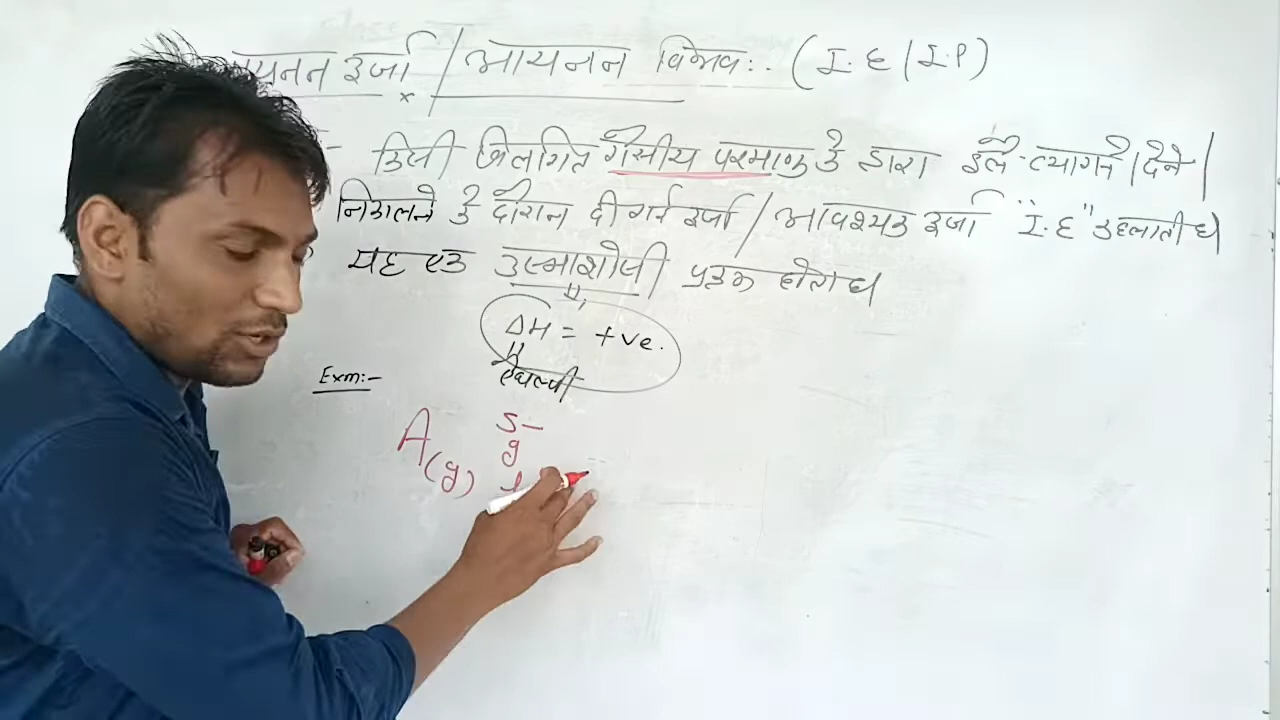 यनन ऊर्जा / आयनन विभव:- (I.E / I.P)
- किसी विलगित गैसीय परमाणु के द्वारा इले त्यागने / देने /
निकालने के दौरान दी गई ऊर्जा / आवश्यक ऊर्जा "I.E" कहलाती है
यह एक उष्माशोषी प्रक्रम होता है
ΔH = +ve.
एन्थैल्पी
Exm:-
A(g)
s
g
l